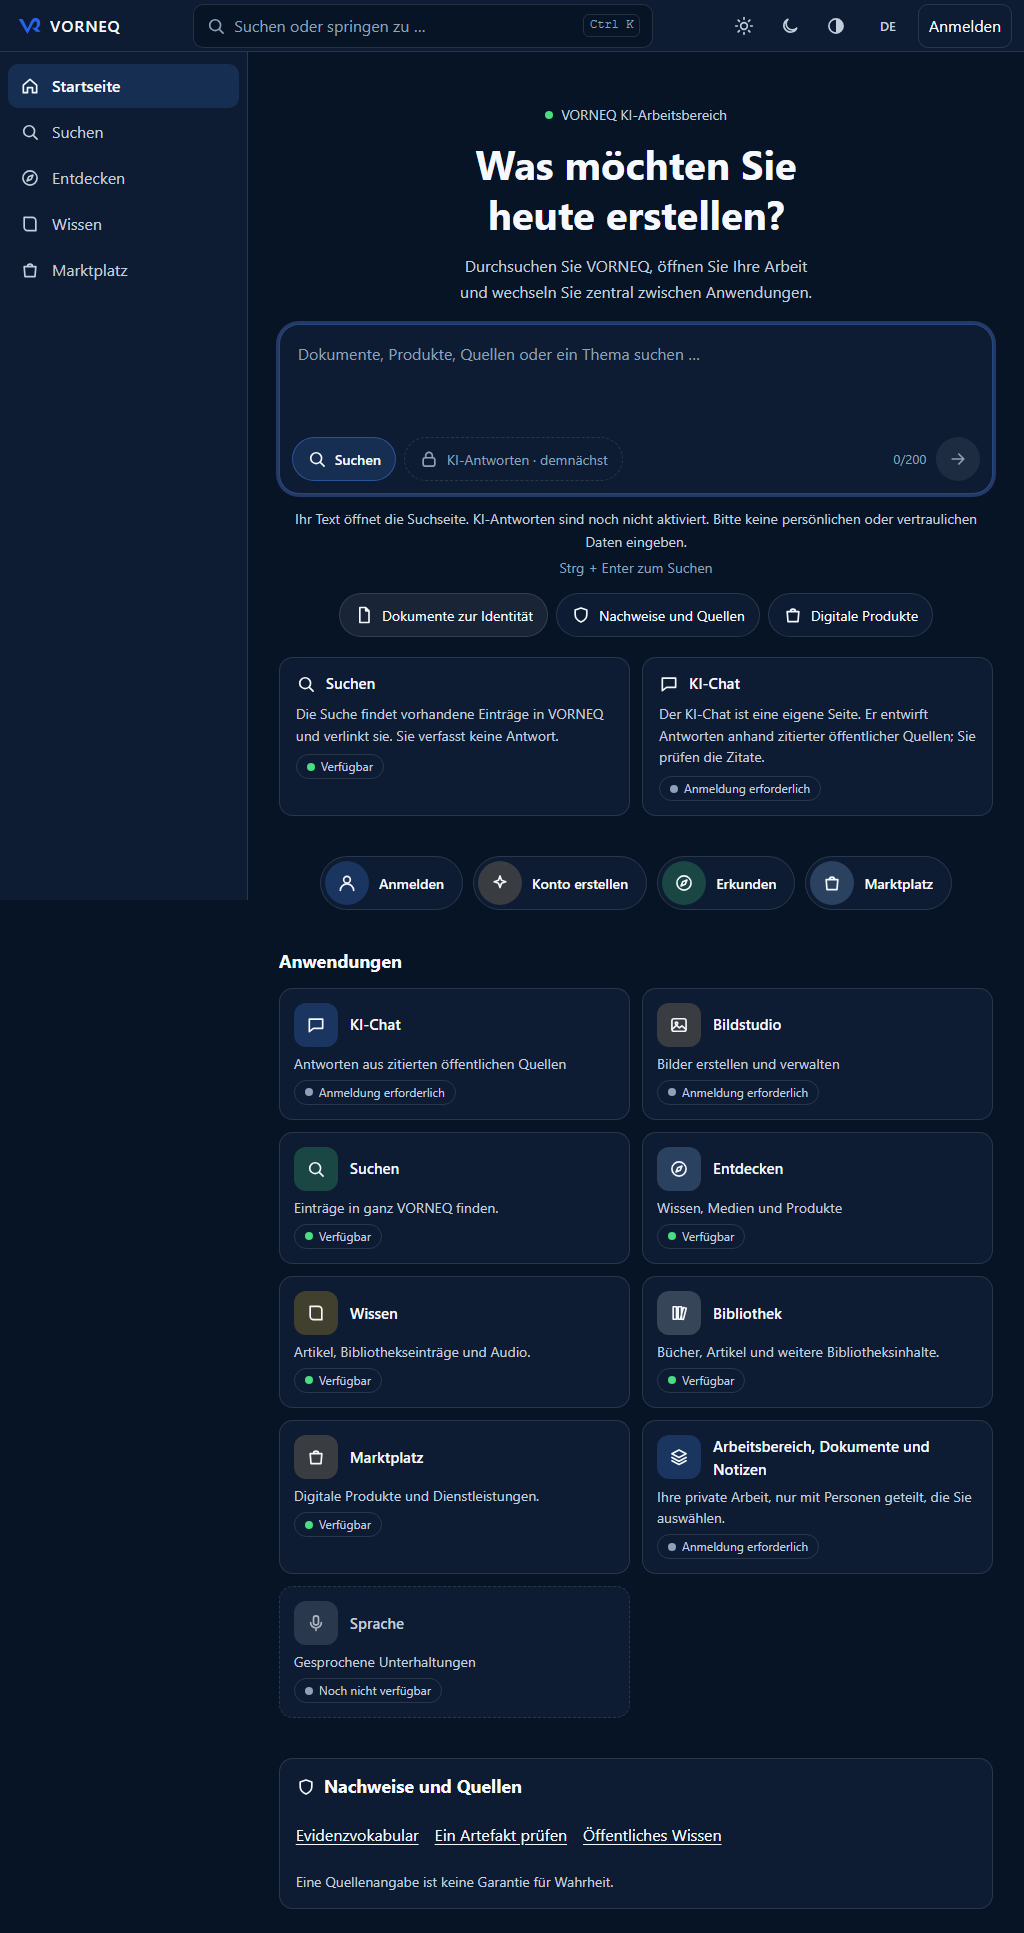 VORNEQ
Suchen oder springen zu ...
Ctrl K
DE
Anmelden
Startseite
Suchen
Entdecken
Wissen
Marktplatz
VORNEQ KI-Arbeitsbereich
Was möchten Sie
heute erstellen?
Durchsuchen Sie VORNEQ, öffnen Sie Ihre Arbeit
und wechseln Sie zentral zwischen Anwendungen.
Dokumente, Produkte, Quellen oder ein Thema suchen ...
Suchen
KI-Antworten · demnächst
0/200
Ihr Text öffnet die Suchseite. KI-Antworten sind noch nicht aktiviert. Bitte keine persönlichen oder vertraulichen
Daten eingeben.
Strg + Enter zum Suchen
Dokumente zur Identität
Nachweise und Quellen
Digitale Produkte
Suchen
Die Suche findet vorhandene Einträge in VORNEQ
und verlinkt sie. Sie verfasst keine Antwort.
Verfügbar
KI-Chat
Der KI-Chat ist eine eigene Seite. Er entwirft
Antworten anhand zitierter öffentlicher Quellen; Sie
prüfen die Zitate.
Anmeldung erforderlich
Anmelden
Konto erstellen
Erkunden
Marktplatz
Anwendungen
KI-Chat
Antworten aus zitierten öffentlichen Quellen
Anmeldung erforderlich
Bildstudio
Bilder erstellen und verwalten
Anmeldung erforderlich
Suchen
Einträge in ganz VORNEQ finden.
Verfügbar
Entdecken
Wissen, Medien und Produkte
Verfügbar
Wissen
Artikel, Bibliothekseinträge und Audio.
Verfügbar
Bibliothek
Bücher, Artikel und weitere Bibliotheksinhalte.
Verfügbar
Marktplatz
Digitale Produkte und Dienstleistungen.
Verfügbar
Arbeitsbereich, Dokumente und
Notizen
Ihre private Arbeit, nur mit Personen geteilt, die Sie
auswählen.
Anmeldung erforderlich
Sprache
Gesprochene Unterhaltungen
Noch nicht verfügbar
Nachweise und Quellen
Evidenzvokabular
Ein Artefakt prüfen
Öffentliches Wissen
Eine Quellenangabe ist keine Garantie für Wahrheit.